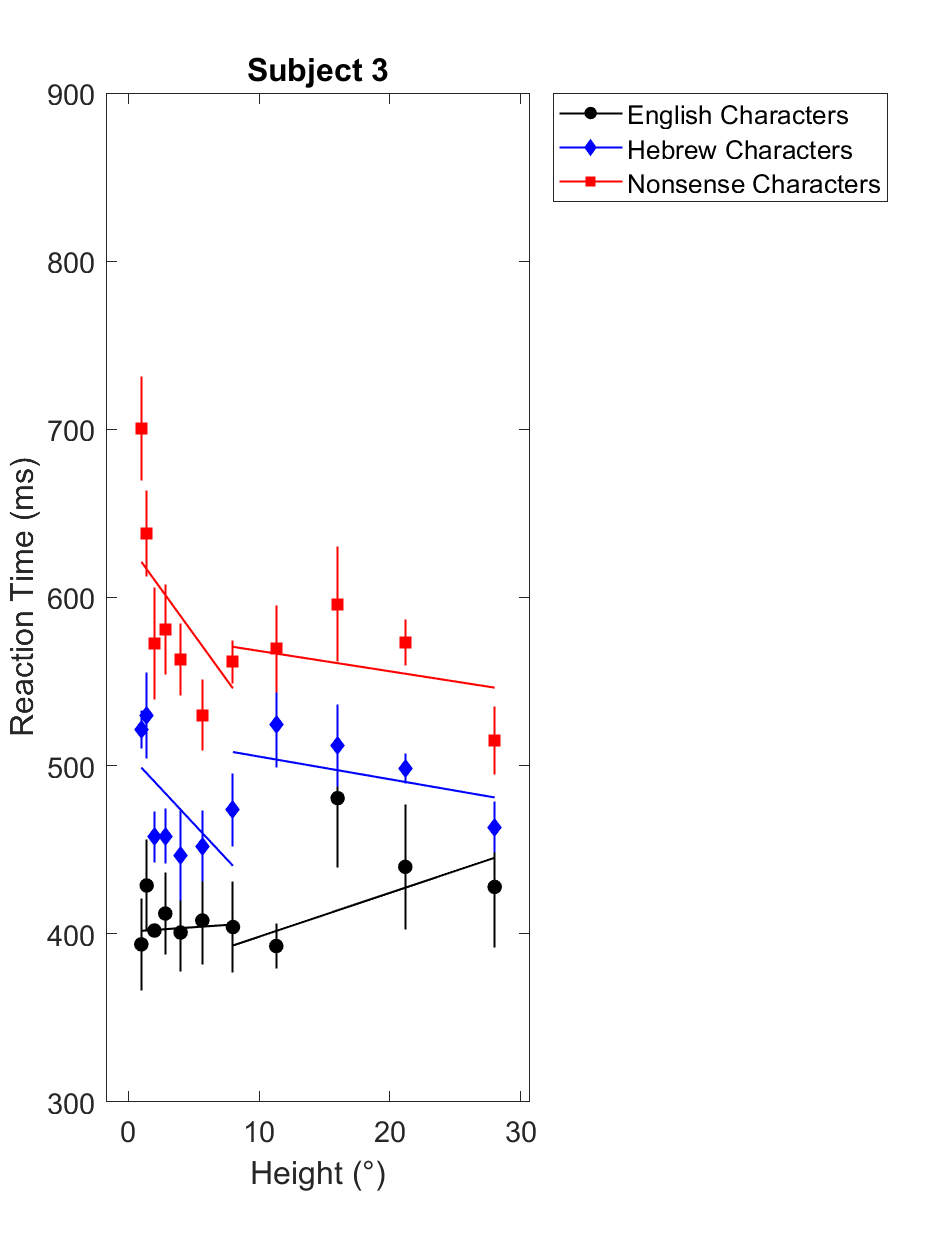 Subject 3
900
800
700
600
500
400
300
Reaction Time (ms)
0 10 20 30
Height (°)
English Characters
Hebrew Characters
Nonsense Characters